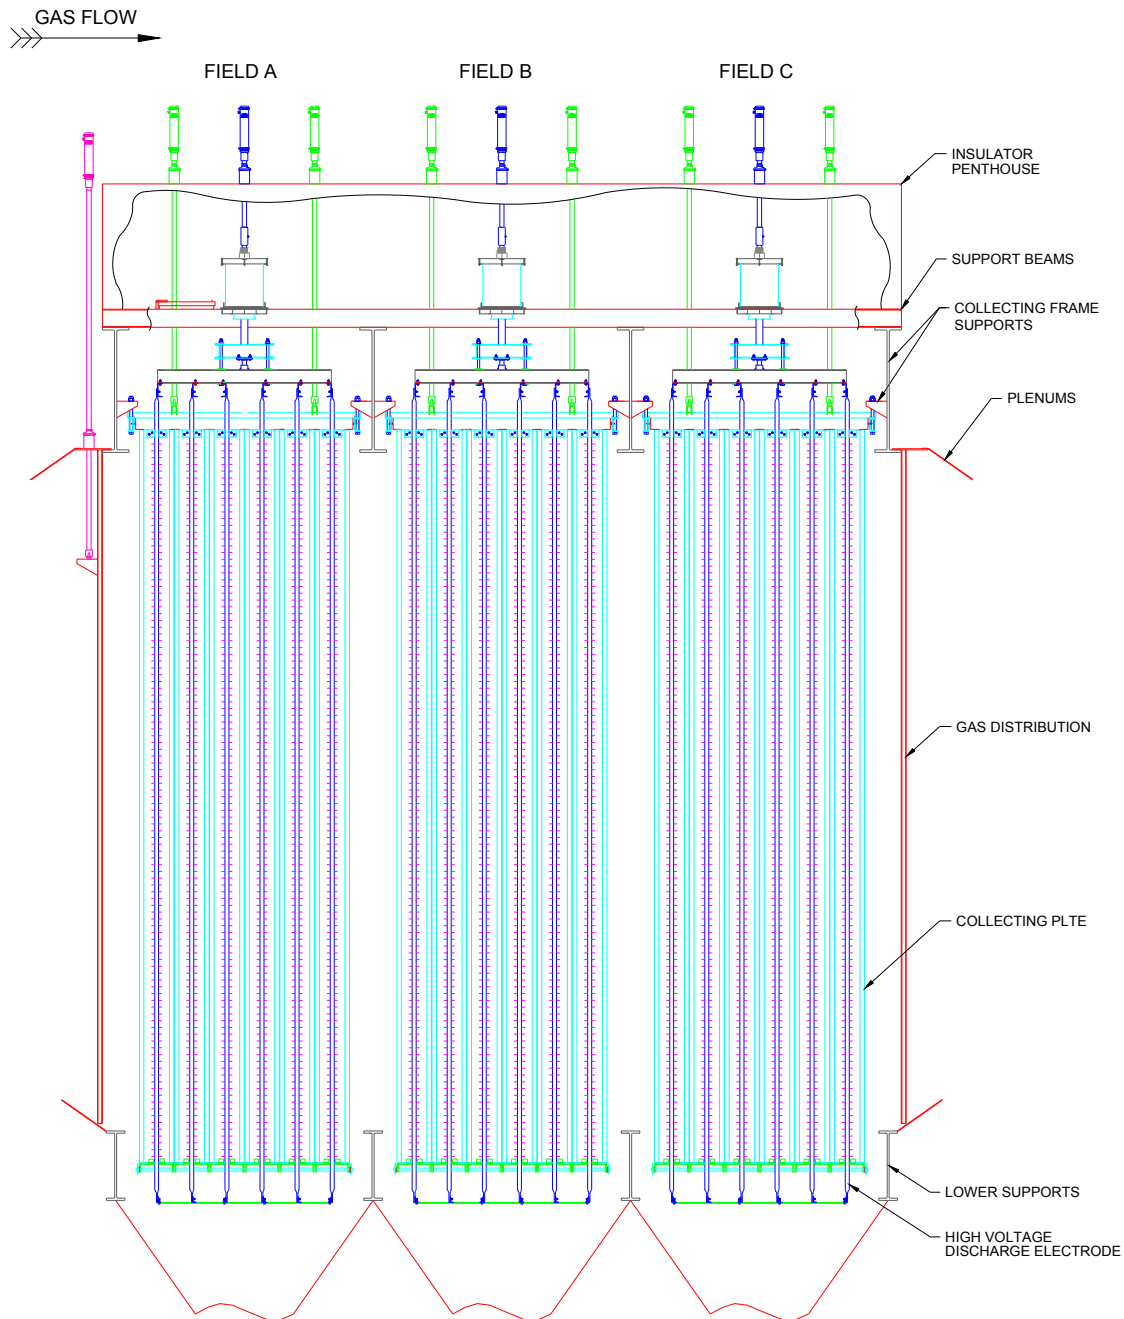 GAS FLOW
FIELD A
FIELD B
FIELD C
INSULATOR
PENTHOUSE
SUPPORT BEAMS
COLLECTING FRAME
SUPPORTS
PLENUMS
GAS DISTRIBUTION
COLLECTING PLTE
LOWER SUPPORTS
HIGH VOLTAGE
DISCHARGE ELECTRODE